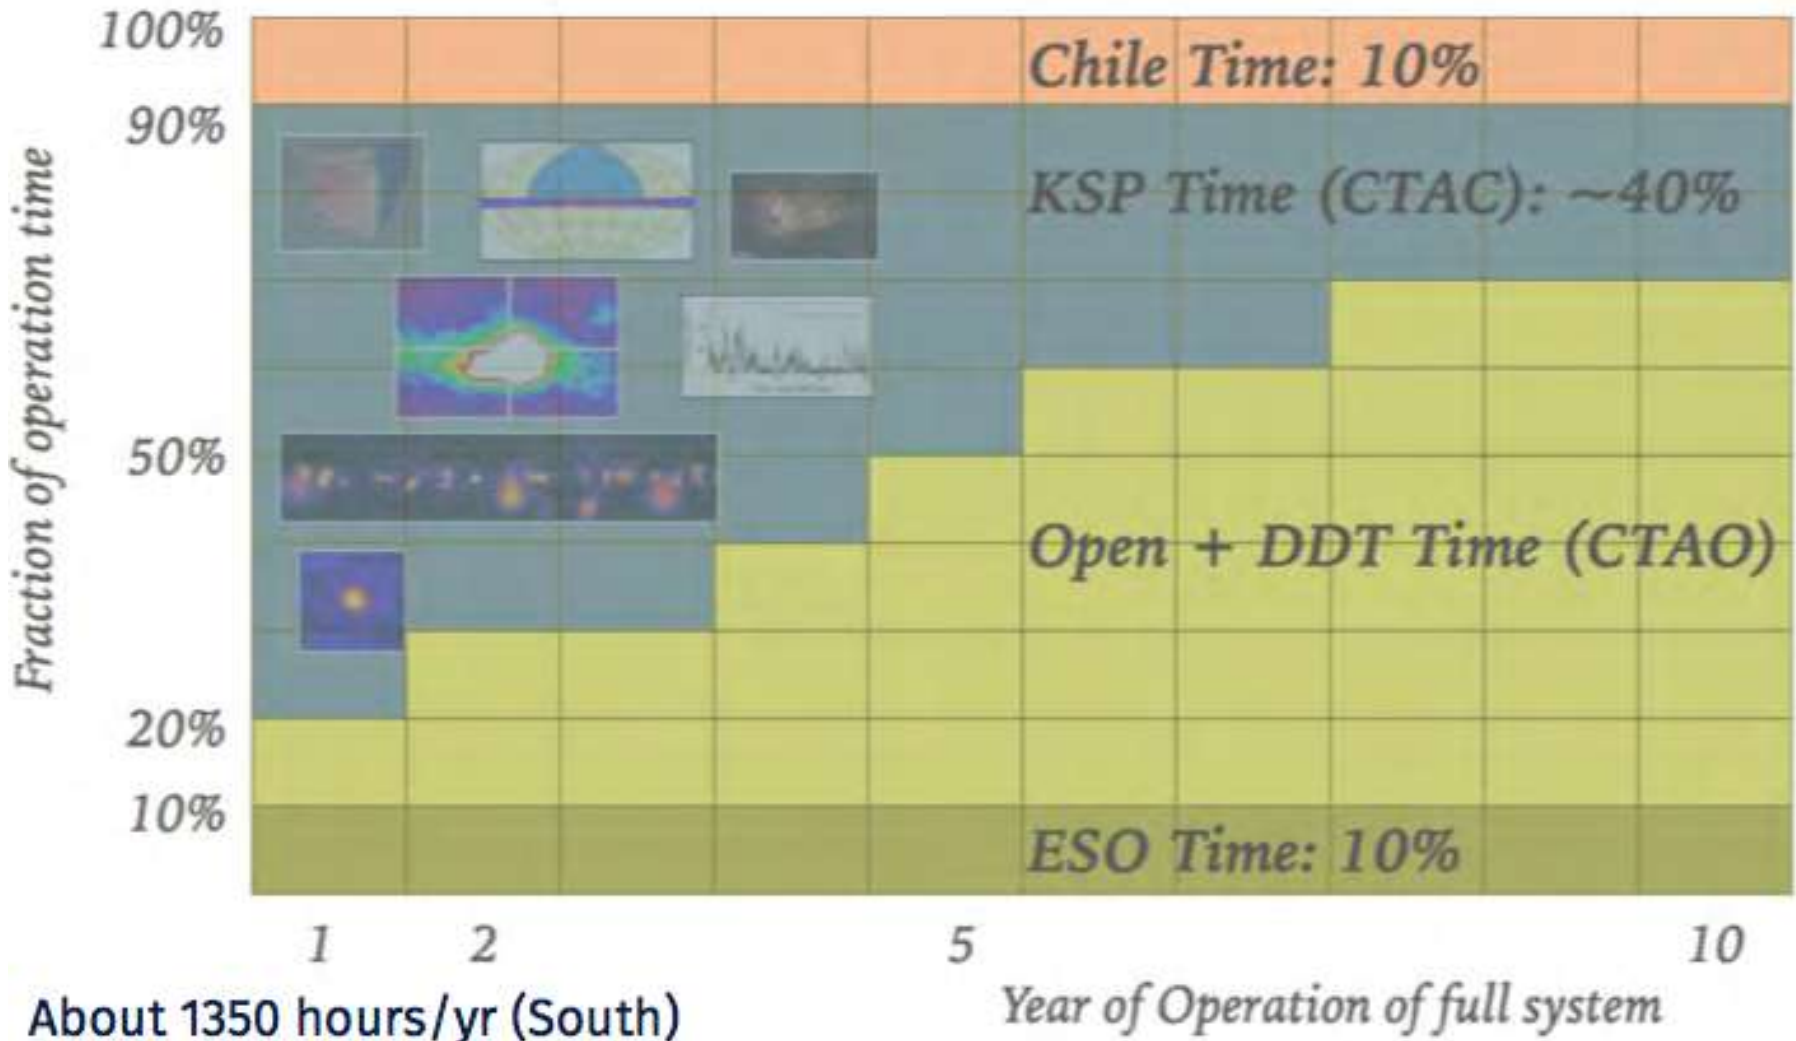 100%
Chile Time: 10%
90%
KSP Time (CTAC): ~40%
50%
Open + DDT Time (CTAO)
20%
10%
ESO Time: 10%
Fraction of operation time
1 2 5 10
Year of Operation of full system
About 1350 hours/yr (South)